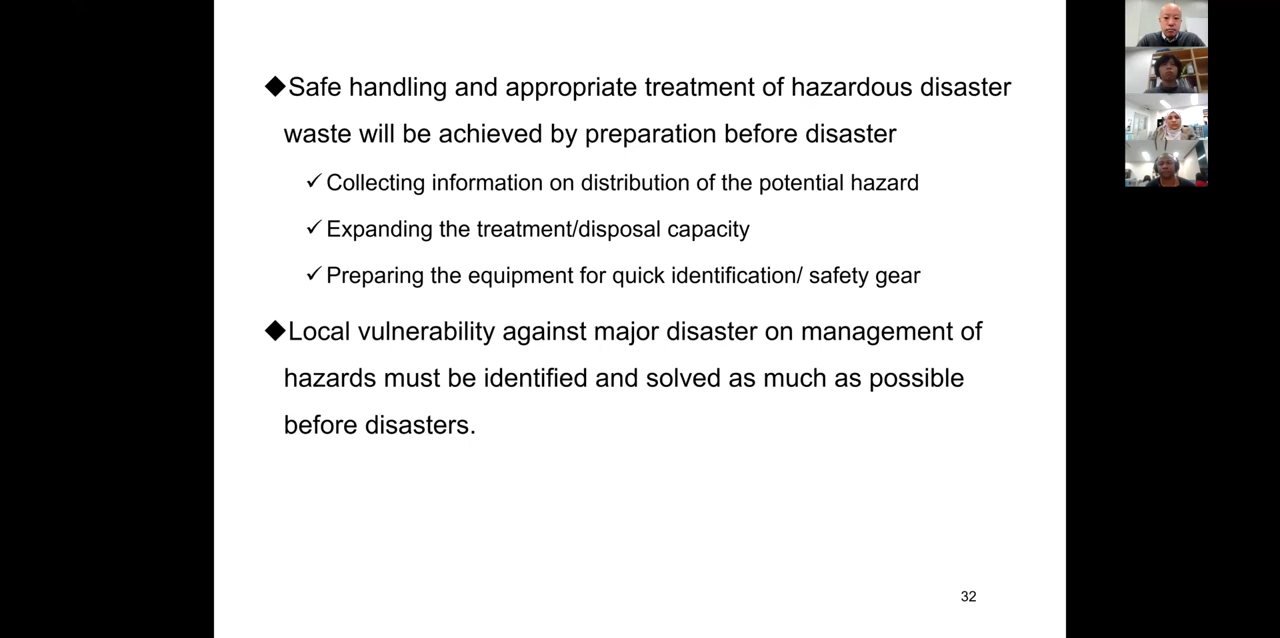 ◆Safe handling and appropriate treatment of hazardous disaster
waste will be achieved by preparation before disaster
✓Collecting information on distribution of the potential hazard
✓Expanding the treatment/disposal capacity
✓Preparing the equipment for quick identification/ safety gear
◆Local vulnerability against major disaster on management of
hazards must be identified and solved as much as possible
before disasters.
32